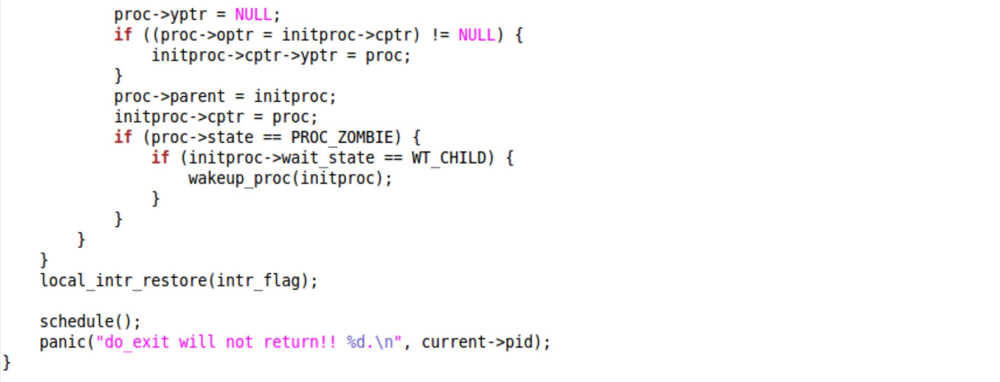 proc->yptr = NULL;
if ((proc->optr = initproc->cptr) != NULL) {
initproc->cptr->yptr = proc;
}
proc->parent = initproc;
initproc->cptr = proc;
if (proc->state == PROC_ZOMBIE) {
if (initproc->wait_state == WT_CHILD) {
wakeup_proc(initproc);
}
}
}
}
local_intr_restore(intr_flag);
schedule();
panic("do_exit will not return!! %d.\n", current->pid);
}